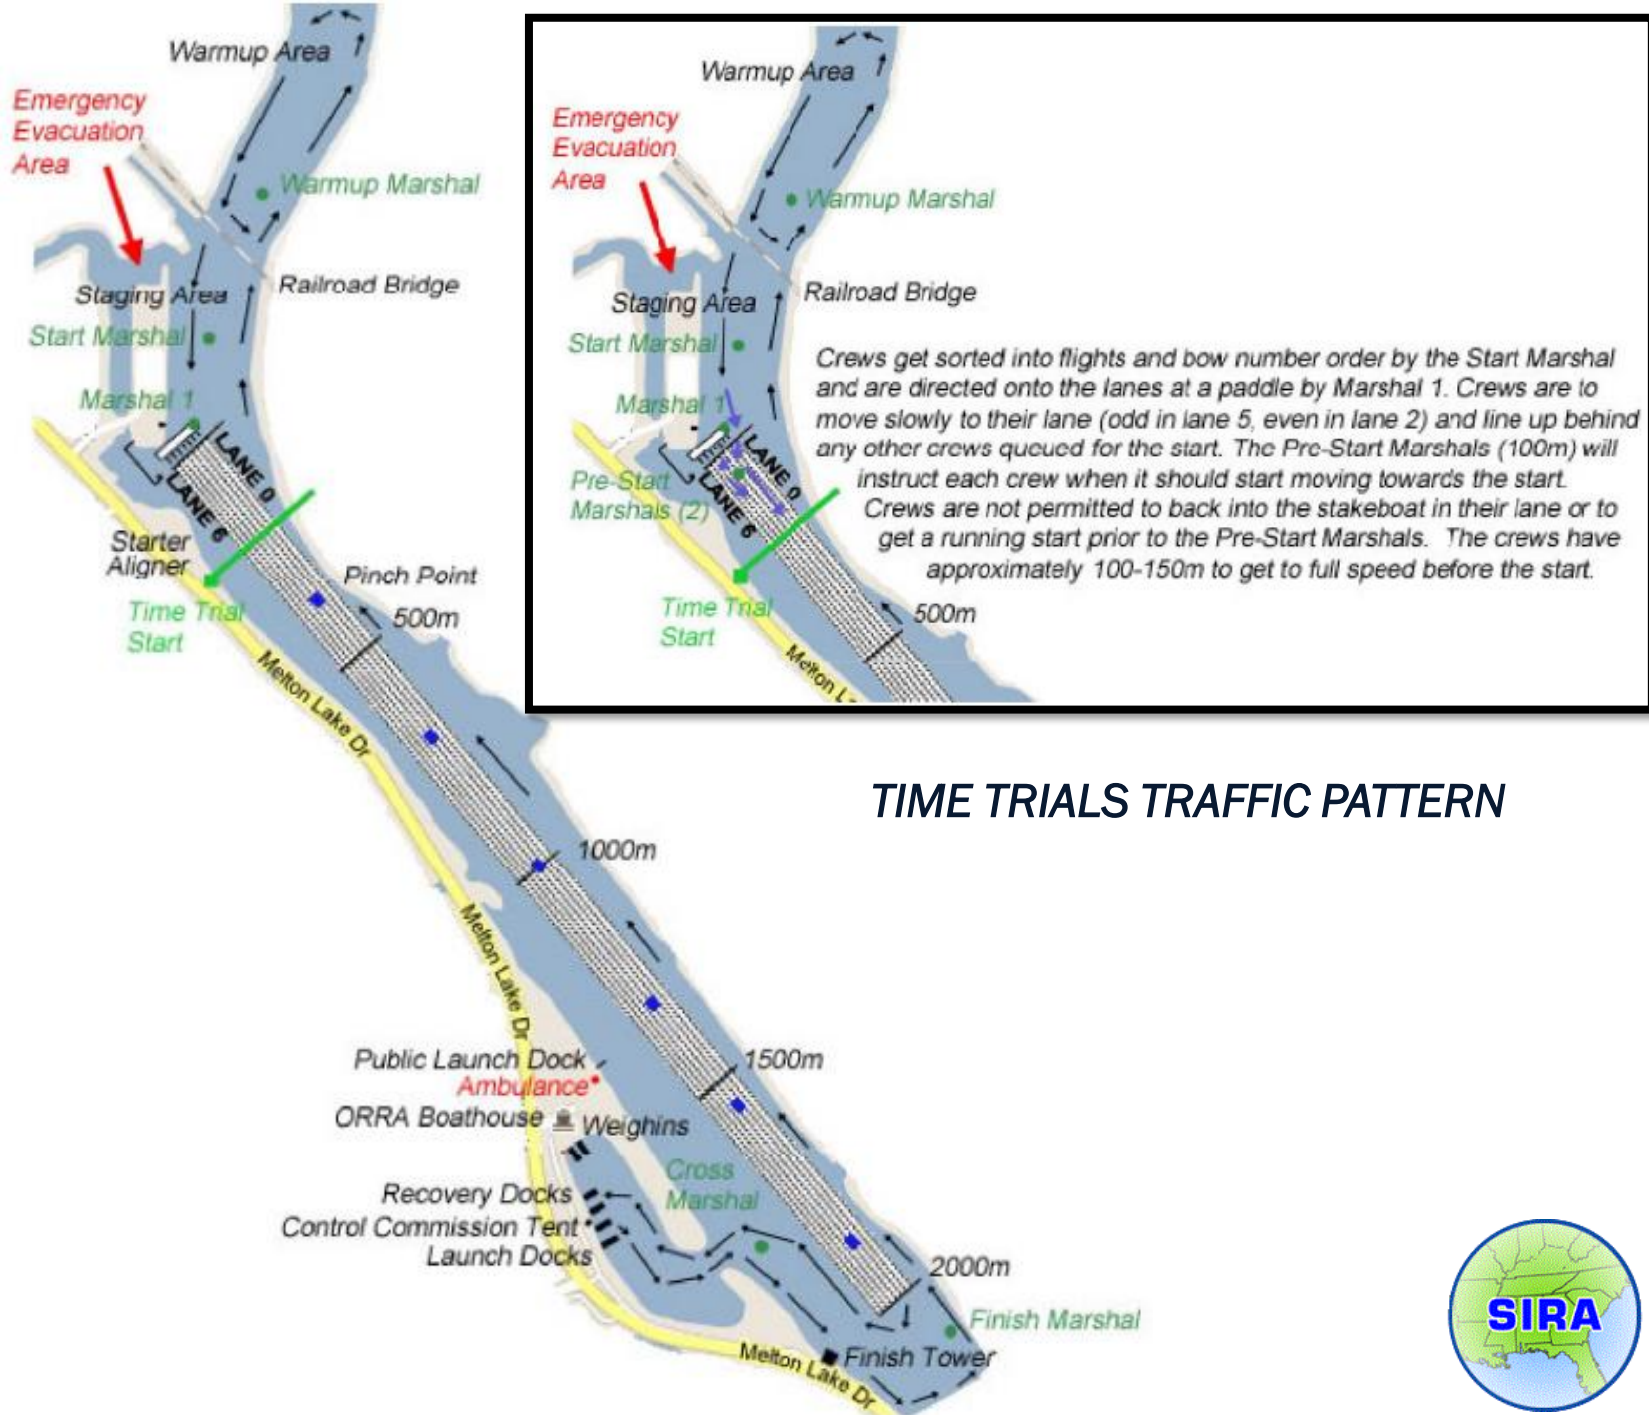 Warmup Area
Emergency
Evacuation
Area
Warmup Marshal
Railroad Bridge
Staging Area
Start Marshal
Marshal 1
LANE 0
LANE 6
Starter
Aligner
Pinch Point
500m
Time Trial
Start
Melton Lake Dr
1000m
Melton Lake Dr
Public Launch Dock
1500m
Ambulance
ORRA Boathouse
Weighins
Cross
Marshal
Recovery Docks
Control Commission Tent
Launch Docks
2000m
Finish Marshal
Finish Tower
Melton Lake Dr
Warmup Area
Emergency
Evacuation
Area
Warmup Marshal
Railroad Bridge
Staging Area
Start Marshal
Marshal 1
LANE 0
LANE 6
Pre-Start
Marshals (2)
Time Trial
Start
500m
Melton L
Crews get sorted into flights and bow number order by the Start Marshal
and are directed onto the lanes at a paddle by Marshal 1. Crews are to
move slowly to their lane (odd in lane 5, even in lane 2) and line up behind
any other crews queued for the start. The Pre-Start Marshals (100m) will
instruct each crew when it should start moving towards the start.
Crews are not permitted to back into the stakeboat in their lane or to
get a running start prior to the Pre-Start Marshals. The crews have
approximately 100-150m to get to full speed before the start.
TIME TRIALS TRAFFIC PATTERN
SIRA